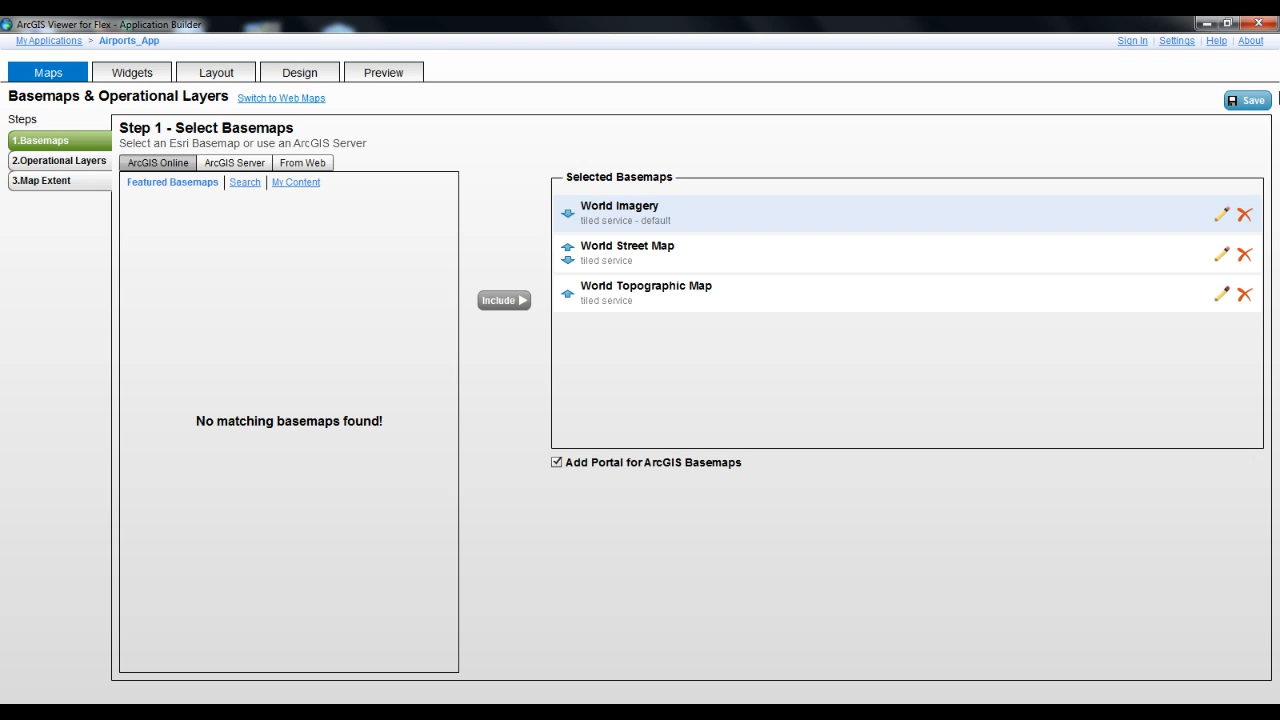 ArcGIS Viewer for Flex - Application Builder
My Applications > Airports_App
Sign In | Settings | Help | About
Maps Widgets Layout Design Preview
Basemaps & Operational Layers Switch to Web Maps
Save
Steps
1.Basemaps
2.Operational Layers
3.Map Extent
Step 1 - Select Basemaps
Select an Esri Basemap or use an ArcGIS Server
ArcGIS Online ArcGIS Server From Web
Featured Basemaps | Search | My Content
No matching basemaps found!
Include
Selected Basemaps
World Imagery
tiled service - default
World Street Map
tiled service
World Topographic Map
tiled service
Add Portal for ArcGIS Basemaps